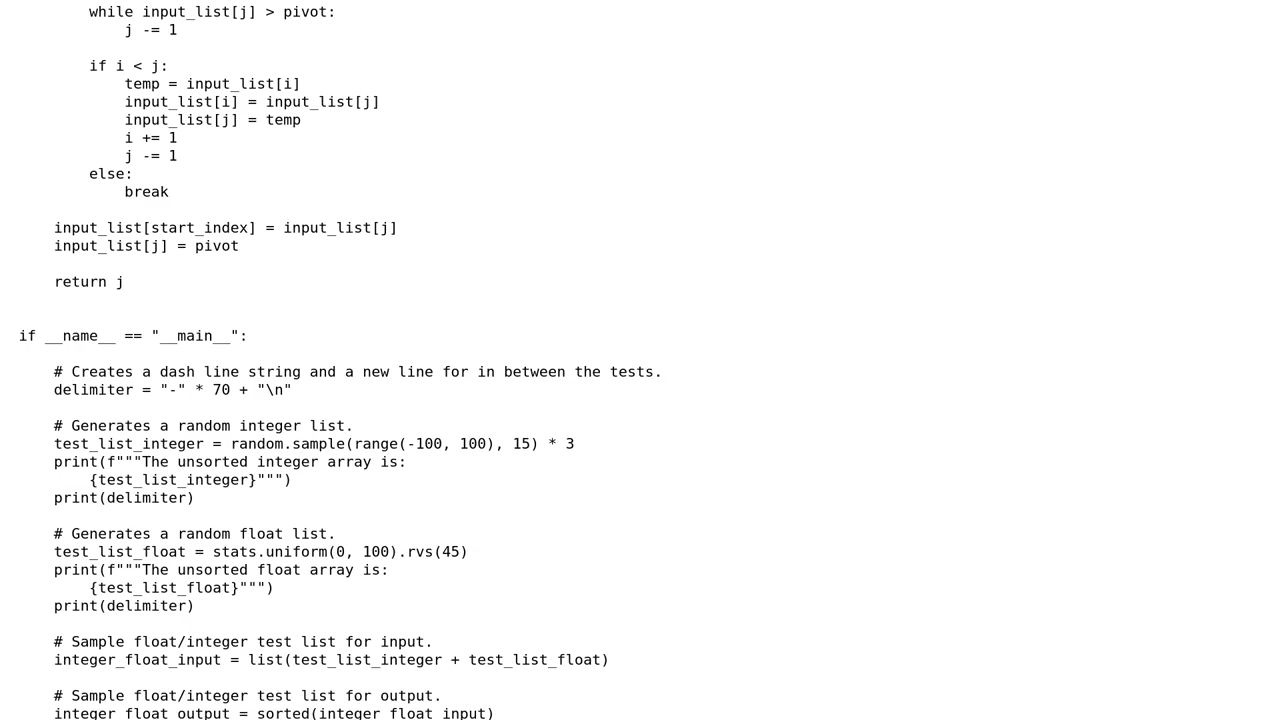 while input_list[j] > pivot:
            j -= 1

        if i < j:
            temp = input_list[i]
            input_list[i] = input_list[j]
            input_list[j] = temp
            i += 1
            j -= 1
        else:
            break

    input_list[start_index] = input_list[j]
    input_list[j] = pivot

    return j


if __name__ == "__main__":

    # Creates a dash line string and a new line for in between the tests.
    delimiter = "-" * 70 + "\n"

    # Generates a random integer list.
    test_list_integer = random.sample(range(-100, 100), 15) * 3
    print(f"""The unsorted integer array is:
        {test_list_integer}""")
    print(delimiter)

    # Generates a random float list.
    test_list_float = stats.uniform(0, 100).rvs(45)
    print(f"""The unsorted float array is:
        {test_list_float}""")
    print(delimiter)

    # Sample float/integer test list for input.
    integer_float_input = list(test_list_integer + test_list_float)

    # Sample float/integer test list for output.
    integer_float_output = sorted(integer_float_input)